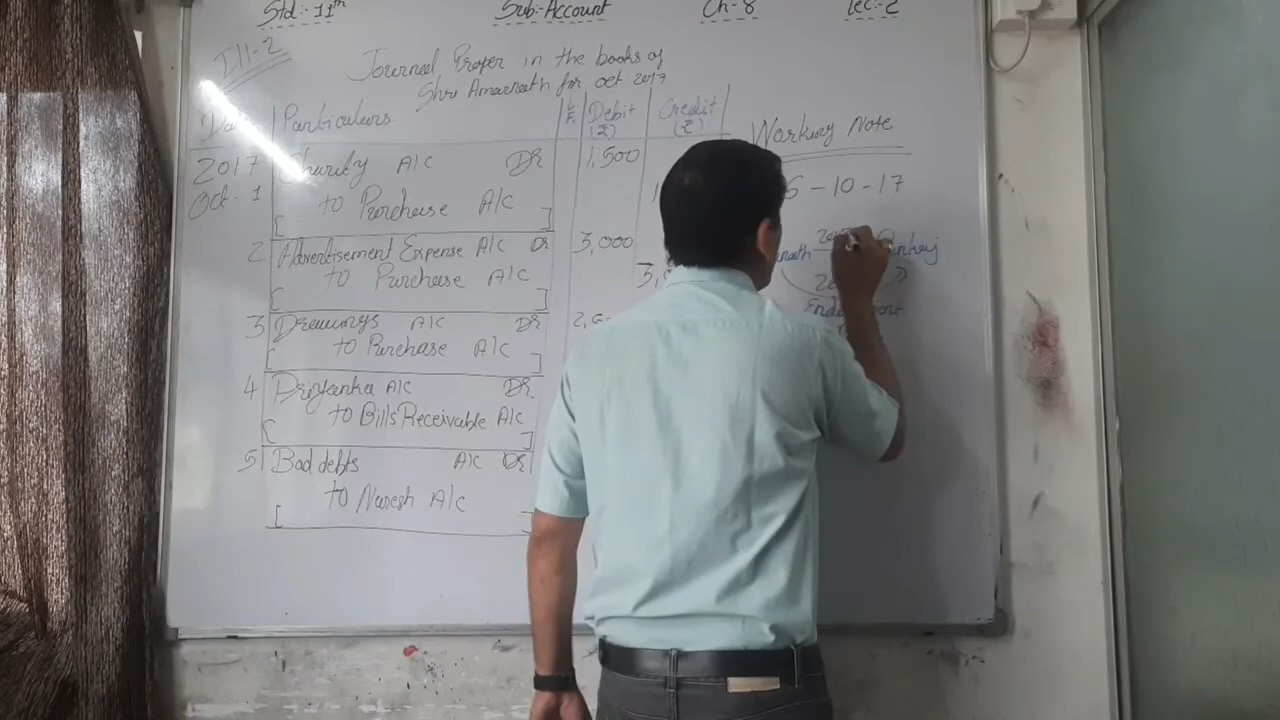 Std:- 11th Sub-Account Ch-8 Lec:-2
Ill-2
Journal Proper in the books of
Shri Amarnath for Oct 2017
Particulars L.F. Debit (₹) Credit (₹)
Working Note
2017 Oct. 1 Charity A/c Dr 1,500
to Purchase A/c
[ ]
6-10-17
2 Advertisement Expense A/c Dr 3,000
to Purchase A/c
[ ]
3 Drawings A/c Dr
to Purchase A/c
[ ]
4 Priyanka A/c Dr
to Bills Receivable A/c
[ ]
5 Bad debts A/c Dr
to Naresh A/c
[